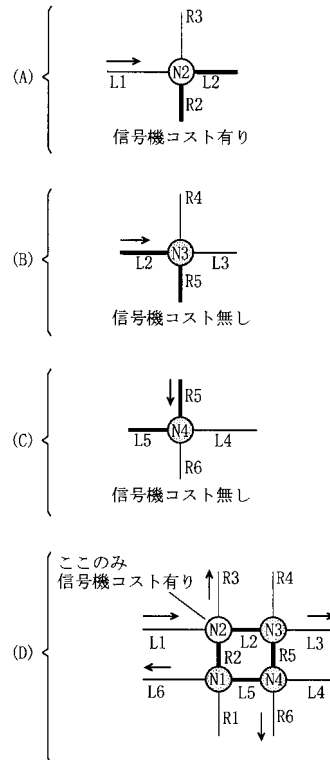 (A)
R3
N2
L1
L2
R2
信号機コスト有り
(B)
R4
N3
L2
L3
R5
信号機コスト無し
(C)
R5
N4
L5
L4
R6
信号機コスト無し
(D)
ここのみ
信号機コスト有り
R3
R4
N2
N3
L1
L2
L3
R2
R5
N1
N4
L6
L5
L4
R1
R6